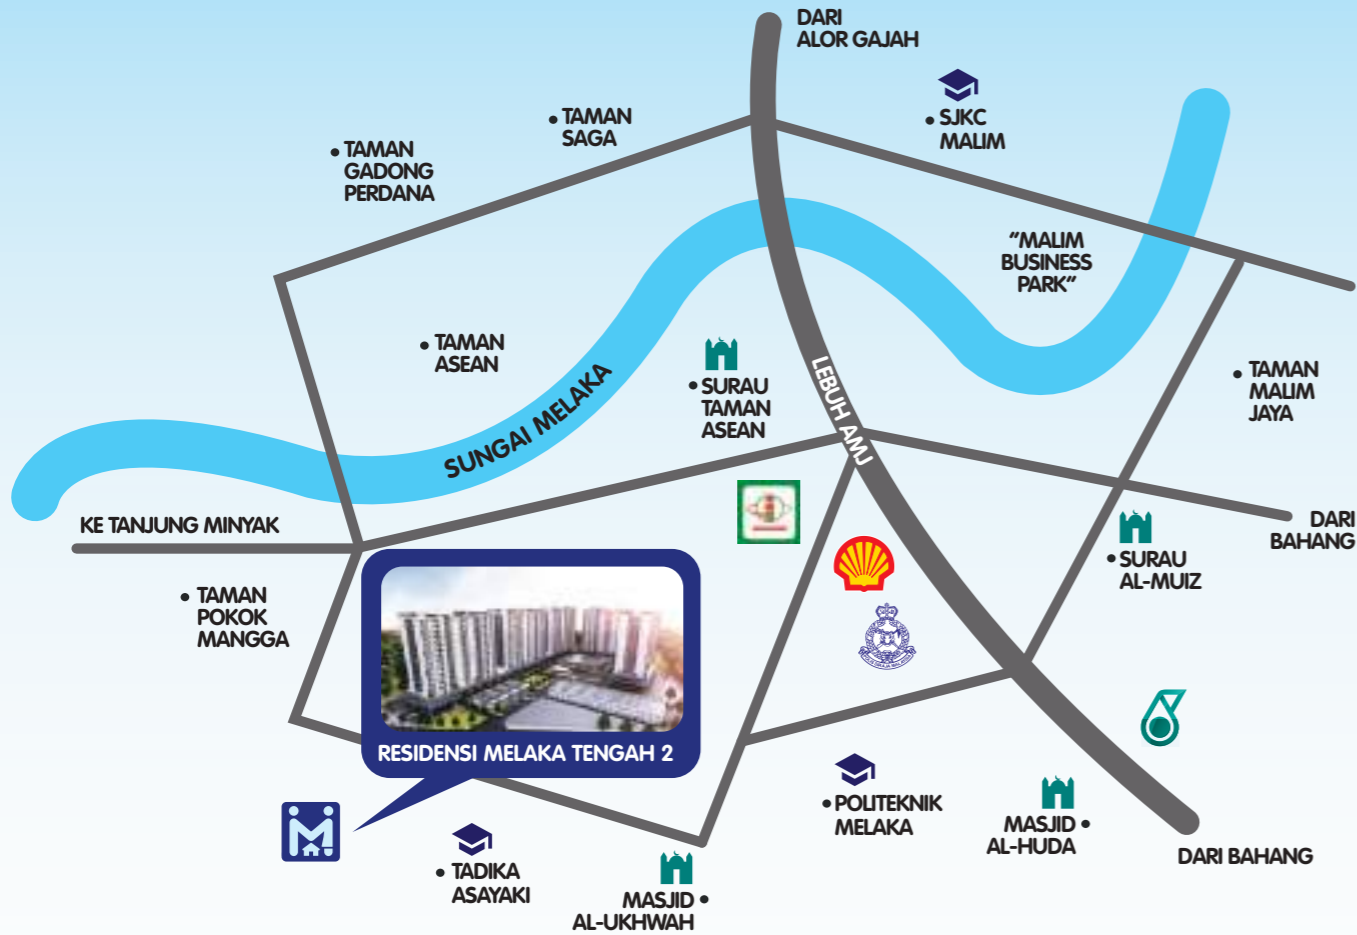 DARI
ALOR GAJAH
SJKC
MALIM
TAMAN
SAGA
TAMAN
GADONG
PERDANA
"MALIM
BUSINESS
PARK"
TAMAN
ASEAN
SUNGAI MELAKA
SURAU
TAMAN
ASEAN
LEBUH AMJ
TAMAN
MALIM
JAYA
KE TANJUNG MINYAK
DARI
BAHANG
SURAU
AL-MUIZ
TAMAN
POKOK
MANGGA
RESIDENSI MELAKA TENGAH 2
POLITEKNIK
MELAKA
MASJID
AL-HUDA
DARI BAHANG
TADIKA
ASAYAKI
MASJID
AL-UKHWAH